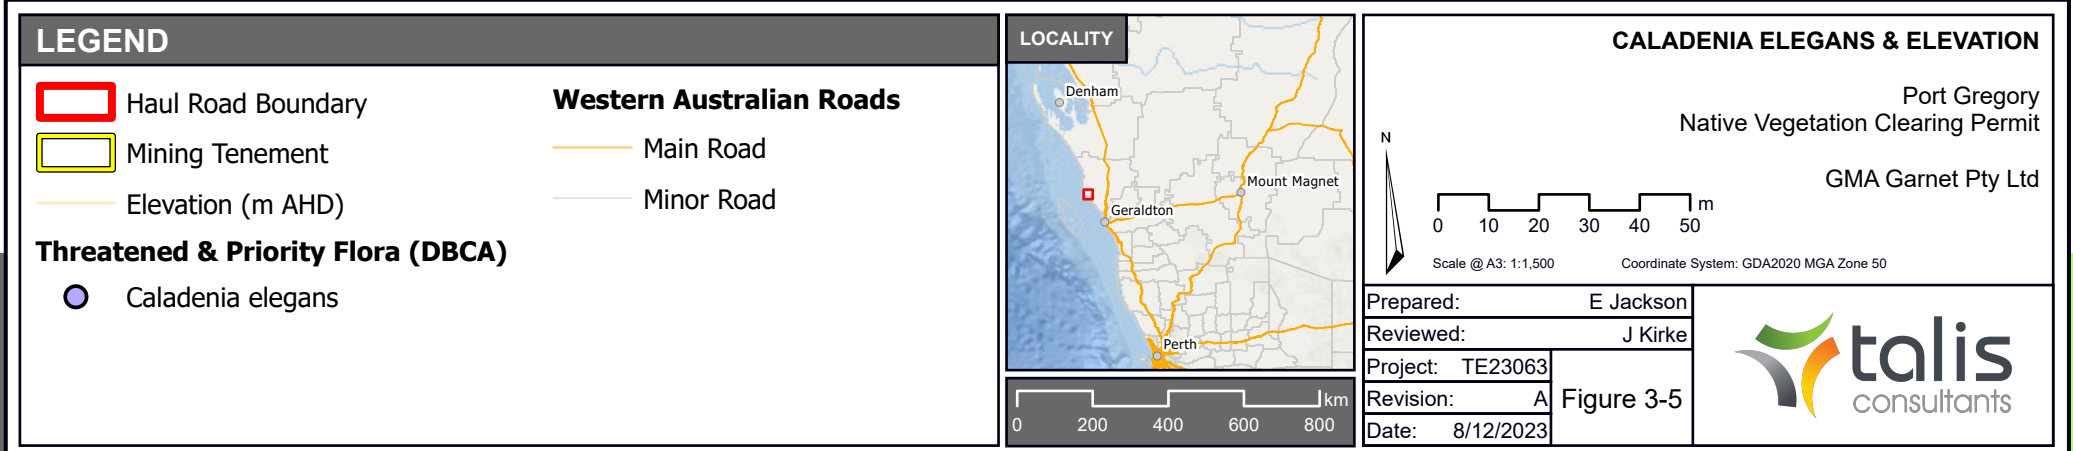 LEGEND
Haul Road Boundary
Mining Tenement
Elevation (m AHD)
Threatened & Priority Flora (DBCA)
Caladenia elegans
Western Australian Roads
Main Road
Minor Road
LOCALITY
Denham
Mount Magnet
Geraldton
Perth
km
0 200 400 600 800
CALADENIA ELEGANS & ELEVATION
Port Gregory
Native Vegetation Clearing Permit
GMA Garnet Pty Ltd
N
m
0 10 20 30 40 50
Scale @ A3: 1:1,500 Coordinate System: GDA2020 MGA Zone 50
Prepared: E Jackson
Reviewed: J Kirke
Project: TE23063
Revision: A
Date: 8/12/2023
Figure 3-5
talis
consultants